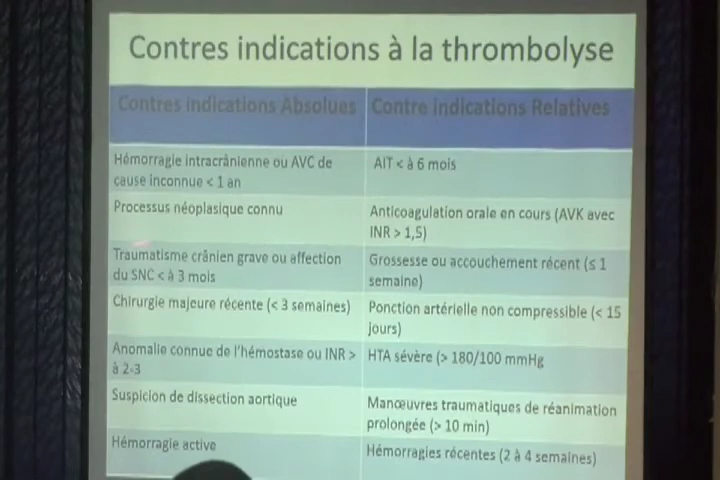 Contres indications à la thrombolyse
Contres indications Absolues
Contre indications Relatives
Hémorragie intracrânienne ou AVC de
cause inconnue < 1 an
AIT < à 6 mois
Processus néoplasique connu
Anticoagulation orale en cours (AVK avec
INR > 1,5)
Traumatisme crânien grave ou affection
du SNC < à 3 mois
Grossesse ou accouchement récent (≤ 1
semaine)
Chirurgie majeure récente (< 3 semaines)
Ponction artérielle non compressible (< 15
jours)
Anomalie connue de l'hémostase ou INR >
à 2-3
HTA sévère (> 180/100 mmHg
Suspicion de dissection aortique
Manœuvres traumatiques de réanimation
prolongée (> 10 min)
Hémorragie active
Hémorragies récentes (2 à 4 semaines)